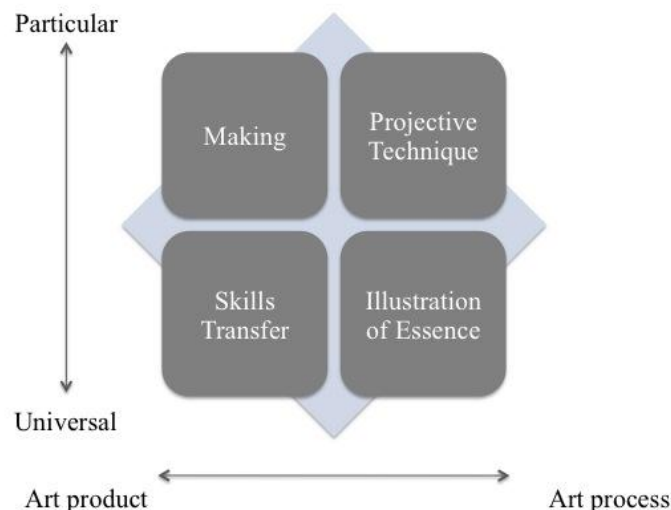 Particular
Making
Projective
Technique
Skills
Transfer
Illustration
of Essence
Universal
Art product
Art process